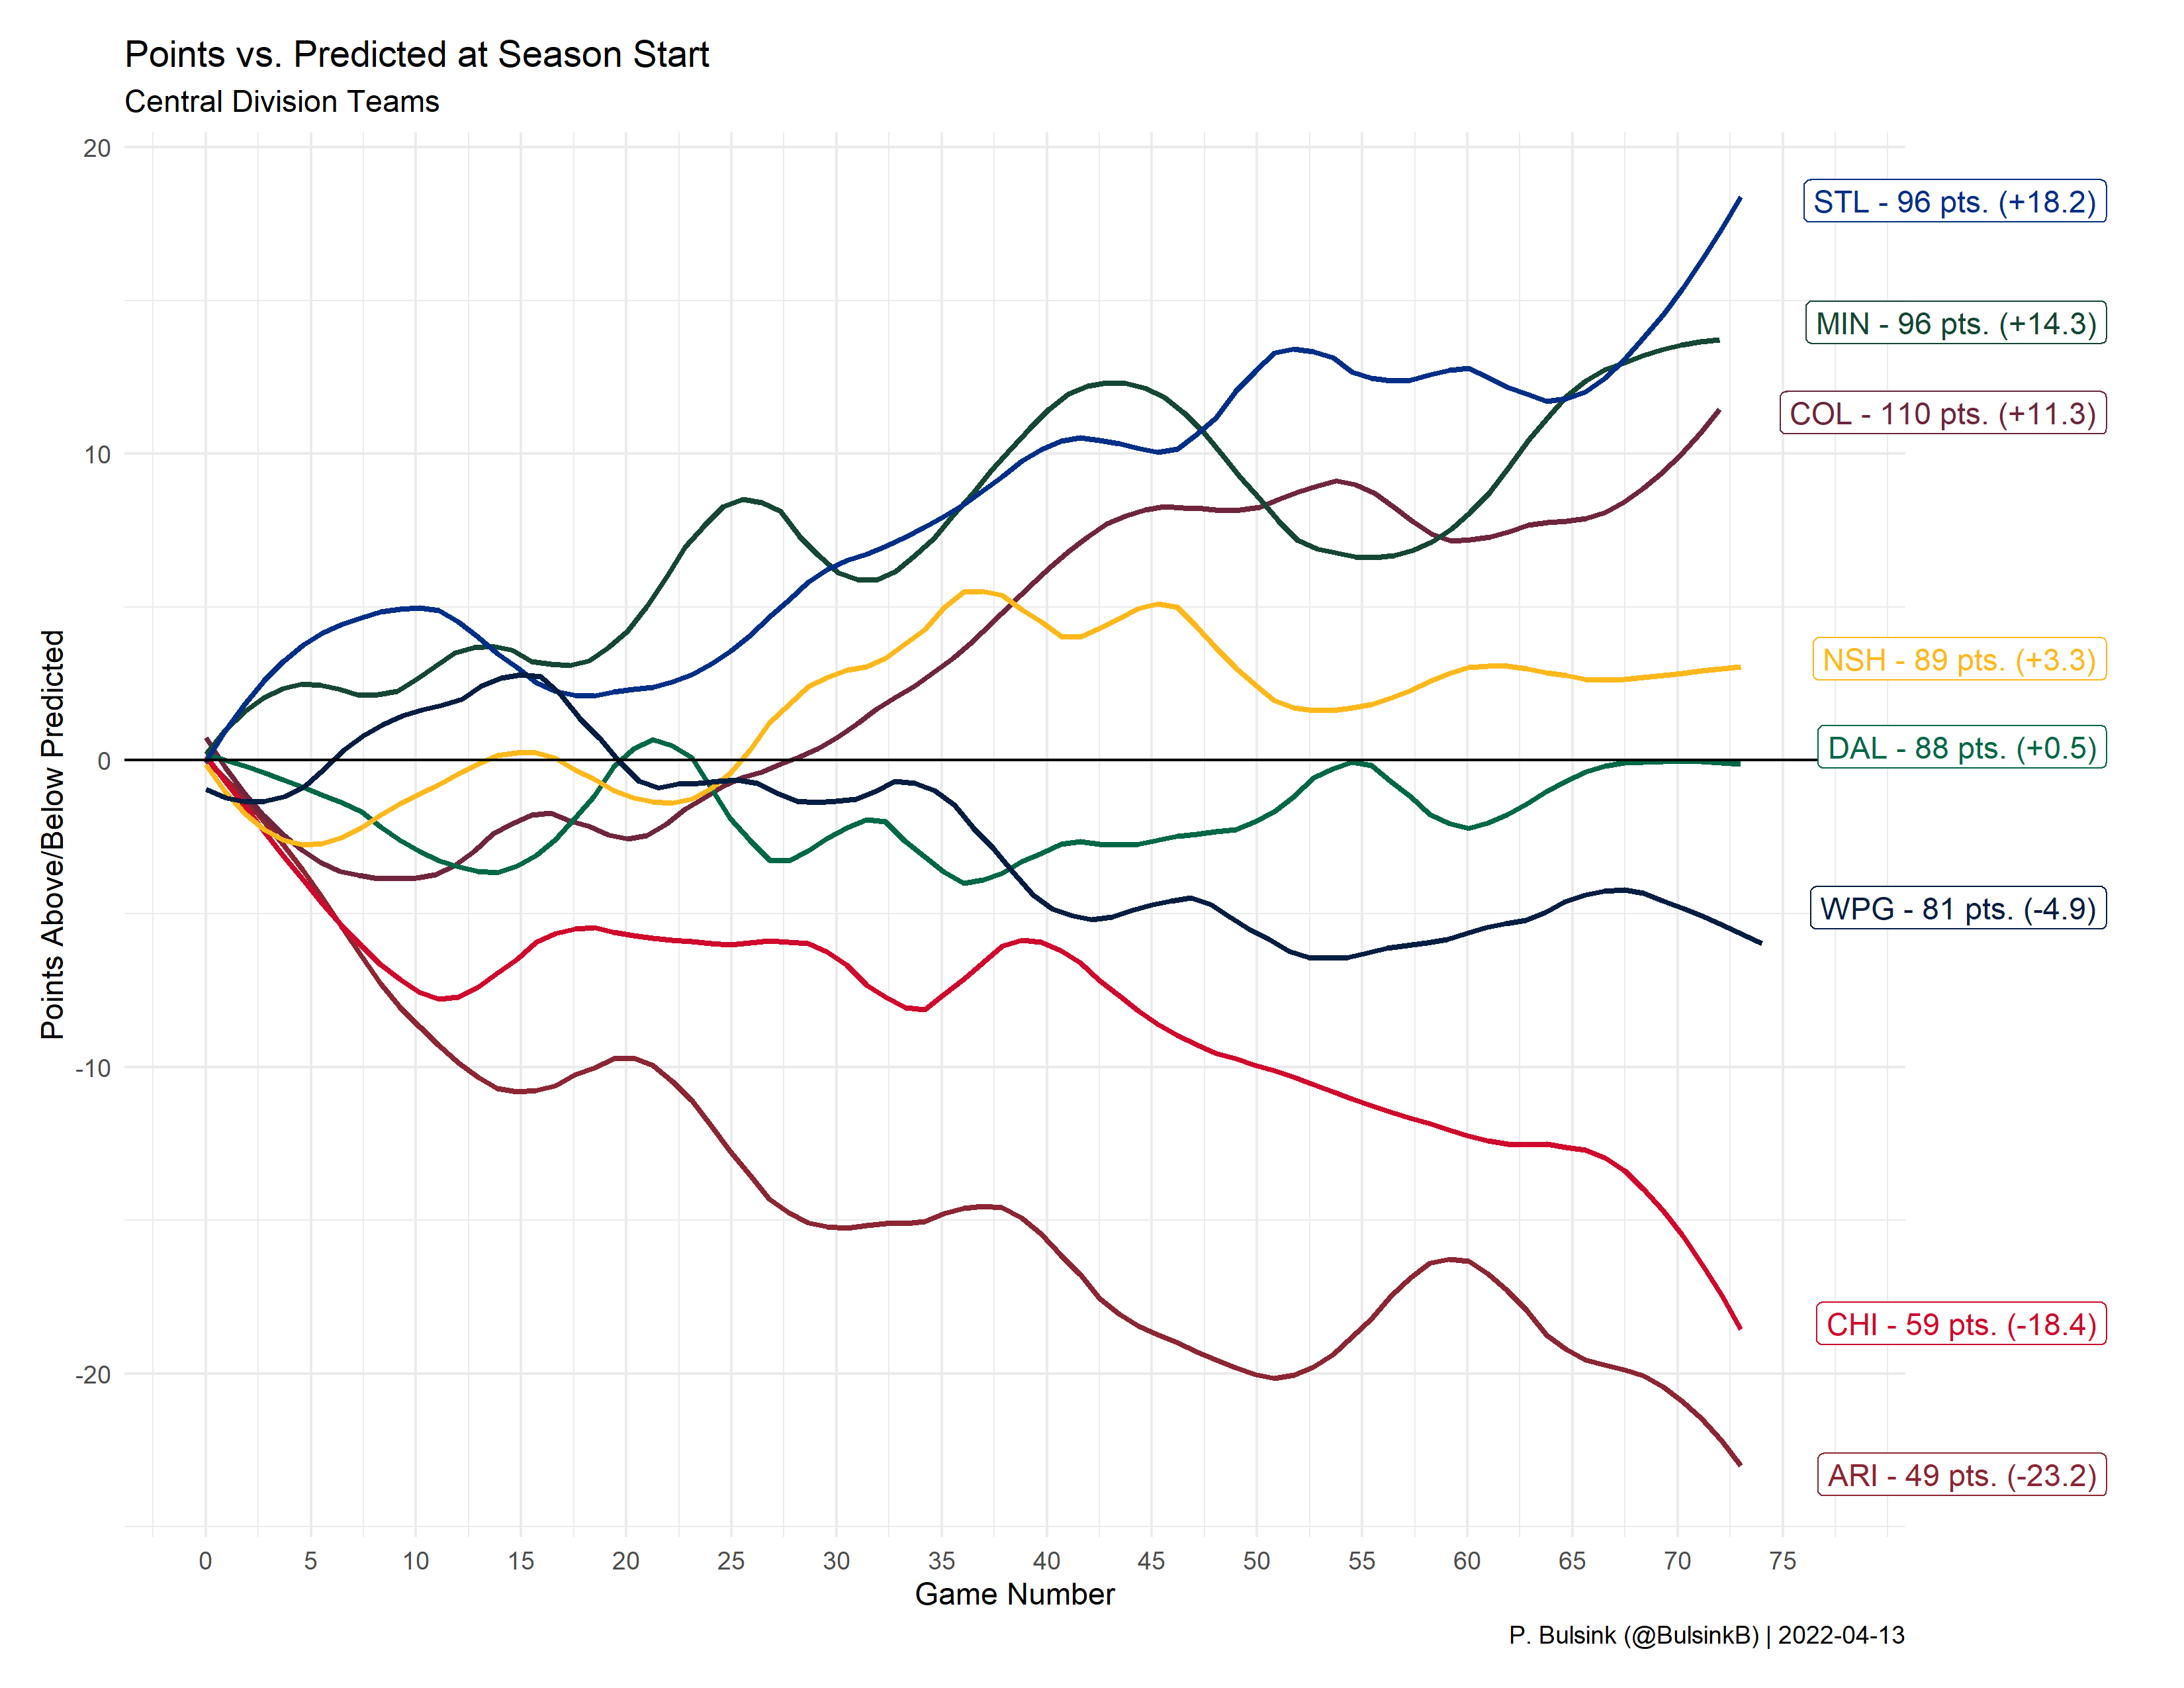 Points vs. Predicted at Season Start
Central Division Teams
Points Above/Below Predicted
20
10
0
-10
-20
STL - 96 pts. (+18.2)
MIN - 96 pts. (+14.3)
COL - 110 pts. (+11.3)
NSH - 89 pts. (+3.3)
DAL - 88 pts. (+0.5)
WPG - 81 pts. (-4.9)
CHI - 59 pts. (-18.4)
ARI - 49 pts. (-23.2)
0 5 10 15 20 25 30 35 40 45 50 55 60 65 70 75
Game Number
P. Bulsink (@BulsinkB) | 2022-04-13